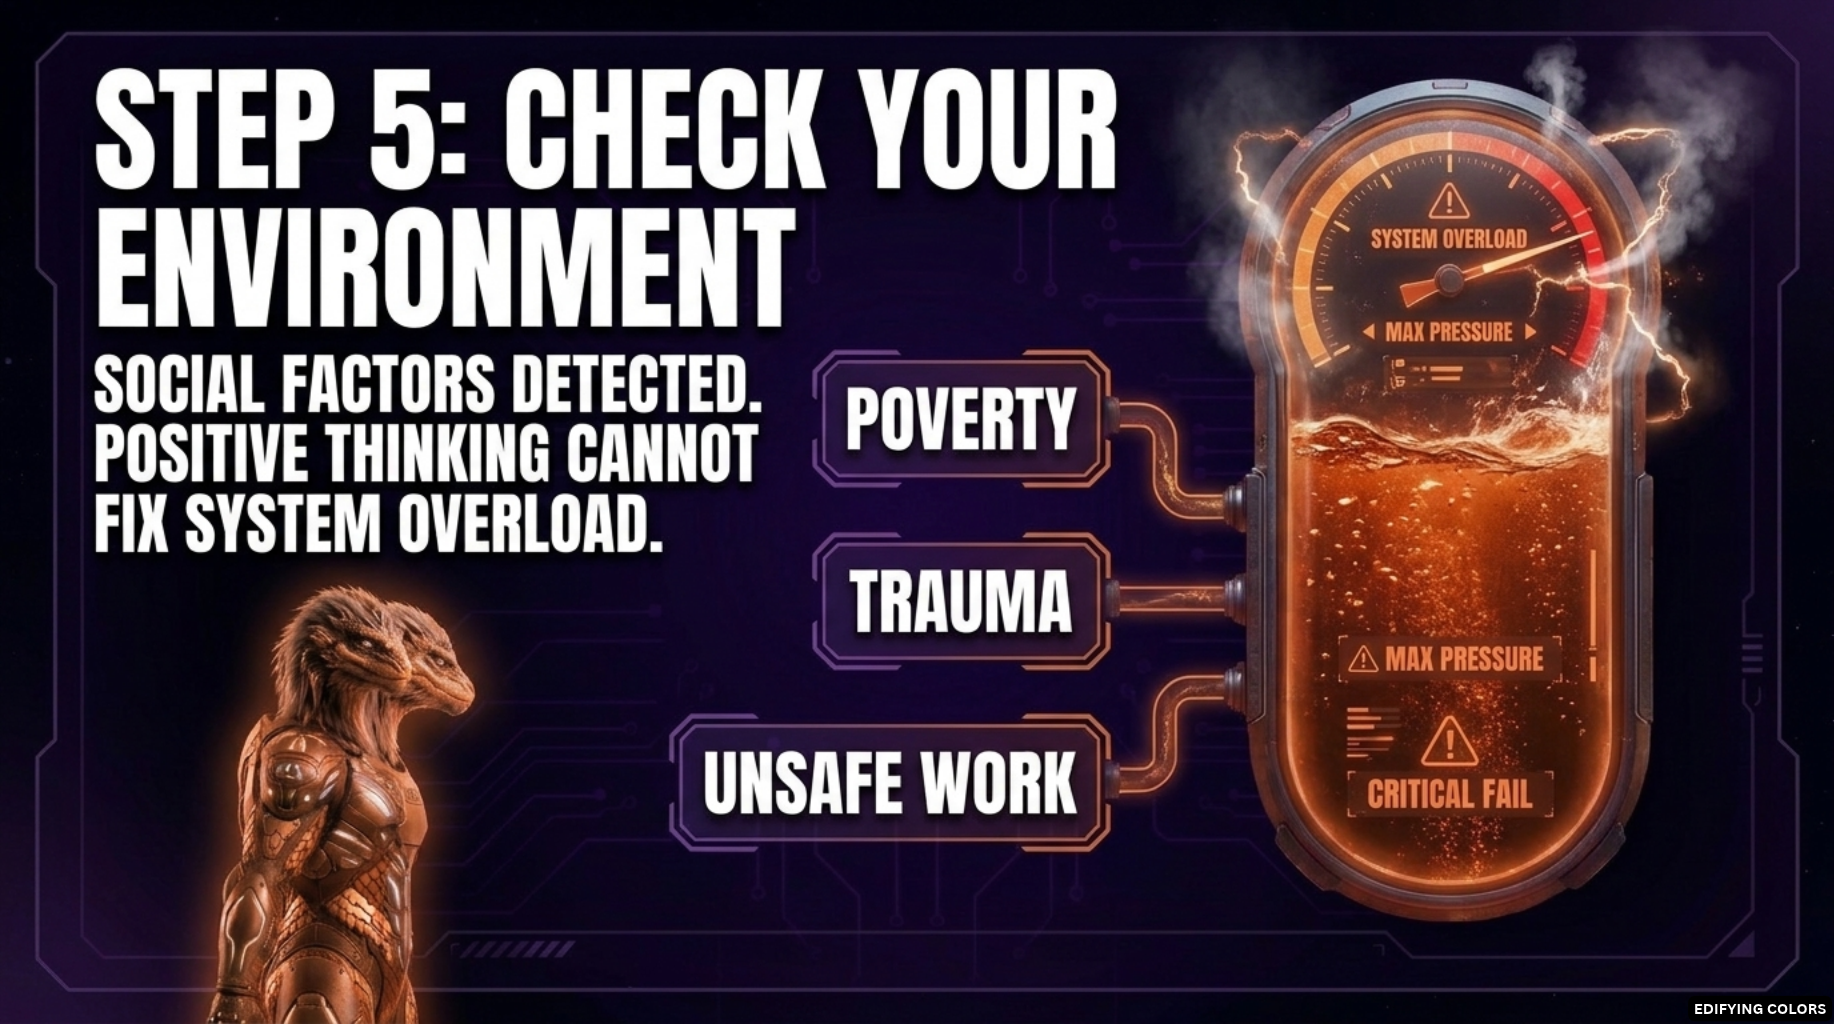 STEP 5: CHECK YOUR
ENVIRONMENT
SOCIAL FACTORS DETECTED.
POSITIVE THINKING CANNOT
FIX SYSTEM OVERLOAD.
POVERTY
TRAUMA
UNSAFE WORK
SYSTEM OVERLOAD
MAX PRESSURE
MAX PRESSURE
CRITICAL FAIL
EDIFYING COLORS